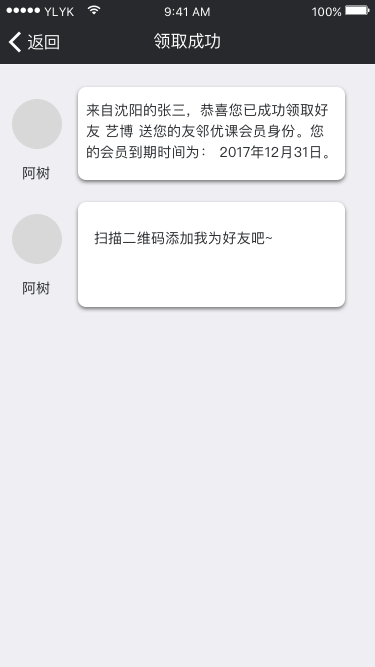 YLYK 9:41 AM 100%
返回 领取成功
来自沈阳的张三，恭喜您已成功领取好
友 艺博 送您的友邻优课会员身份。您
的会员到期时间为： 2017年12月31日。
阿树
扫描二维码添加我为好友吧~
阿树